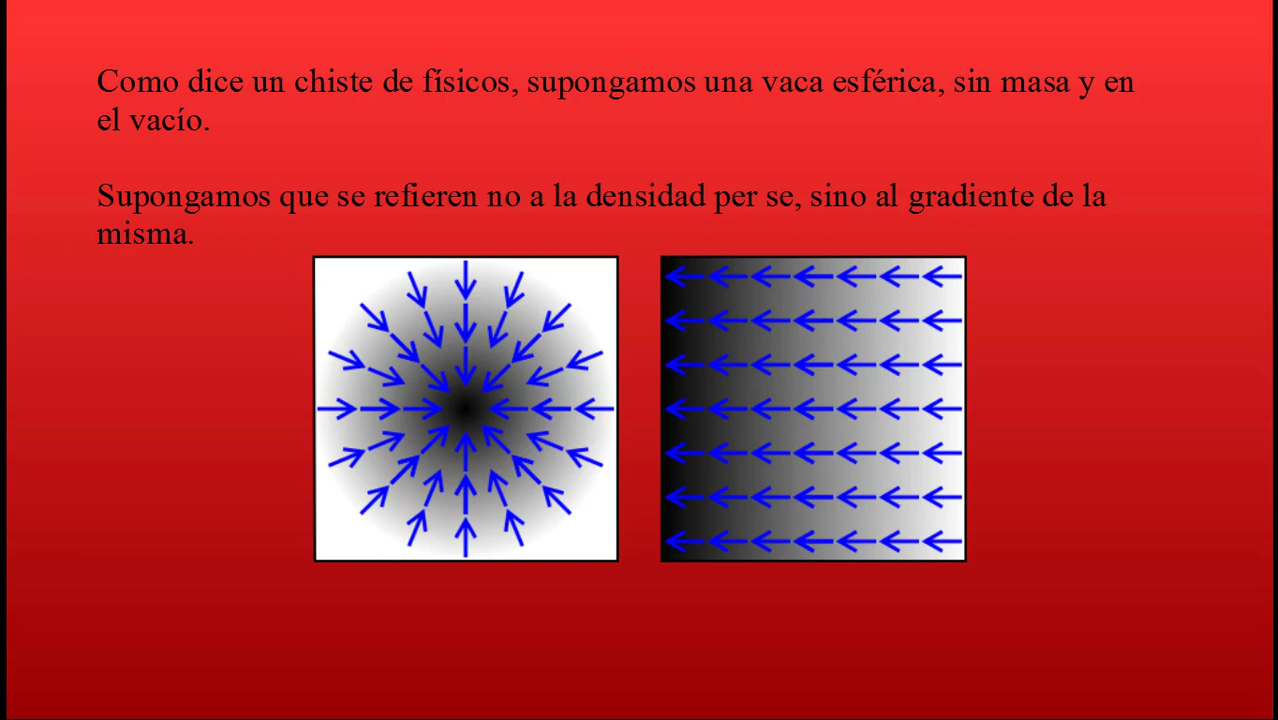 Como dice un chiste de físicos, supongamos una vaca esférica, sin masa y en
el vacío.
Supongamos que se refieren no a la densidad per se, sino al gradiente de la
misma.